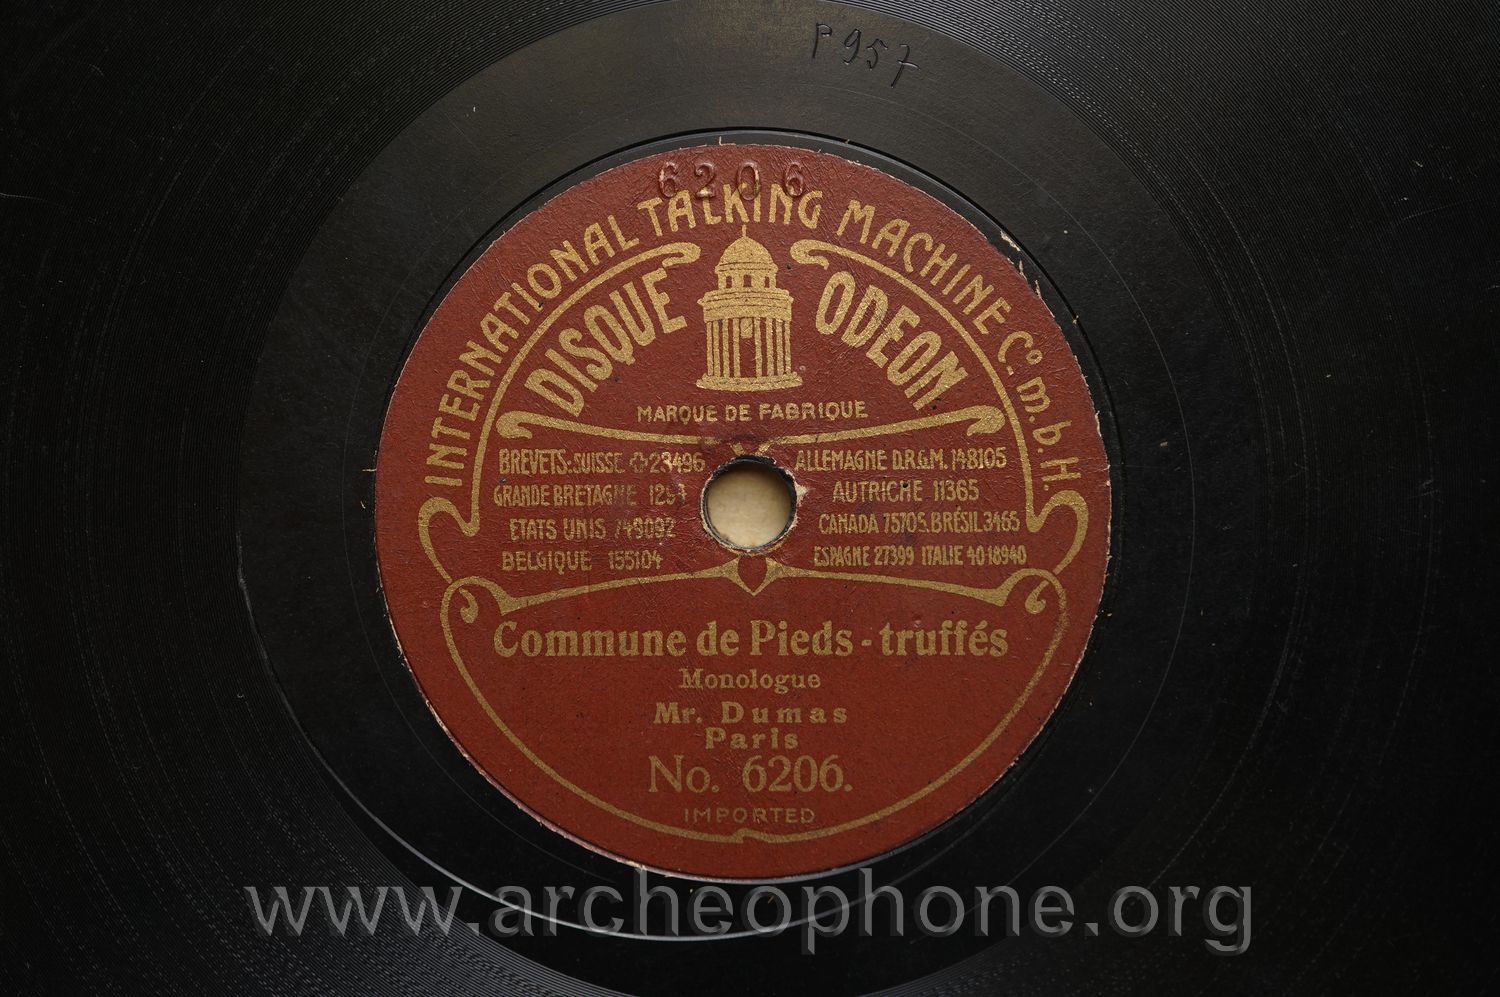 P957
6206
INTERNATIONAL TALKING MACHINE Co. m. b. H.
DISQUE ODEON
MARQUE DE FABRIQUE
BREVETS: SUISSE 23496
GRANDE BRETAGNE
ETATS UNIS 749092
BELGIQUE 155104
ALLEMAGNE D.R.G.M. 148105
AUTRICHE 11365
CANADA 75705. BRÉSIL 3465
ESPAGNE 27399 ITALIE 40 18940
Commune de Pieds-truffés
Monologue
Mr. Dumas
Paris
No. 6206.
IMPORTED
www.archeophone.org